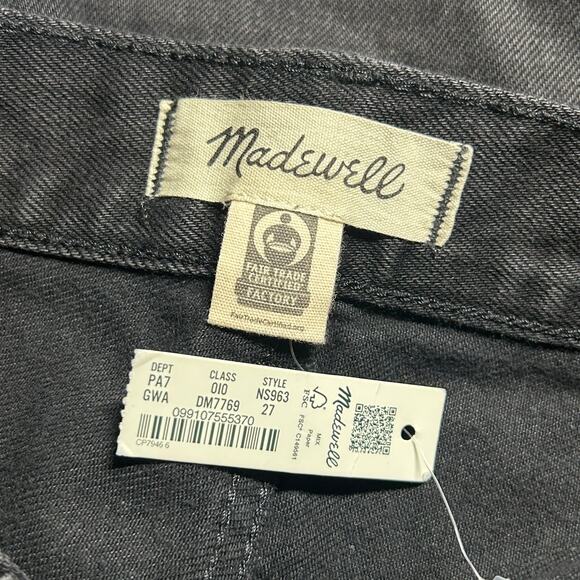 Madewell
FAIR TRADE
CERTIFIED
FACTORY
FairTradeCertified.org
DEPT CLASS STYLE
PA7 010 NS963
GWA DM7769 27
099107555370
CP7946 6
FSC
MIX
Paper
FSC® C149561
Madewell